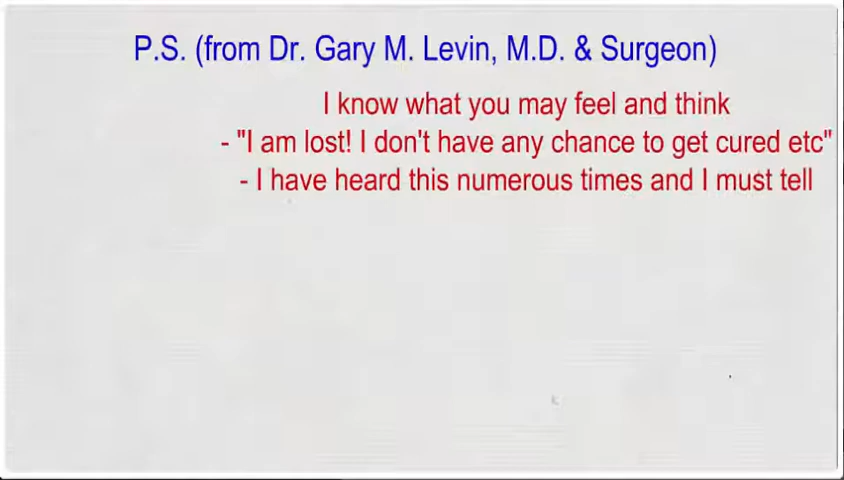 P.S. (from Dr. Gary M. Levin, M.D. & Surgeon)
I know what you may feel and think
- "I am lost! I don't have any chance to get cured etc"
- I have heard this numerous times and I must tell